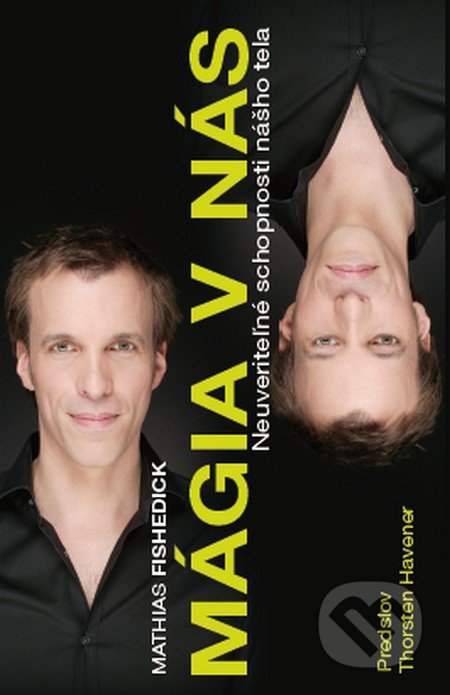 MATHIAS FISHEDICK
MÁGIA V NÁS
Neuveriteľné schopnosti nášho tela
Predslov
Thorsten Havener